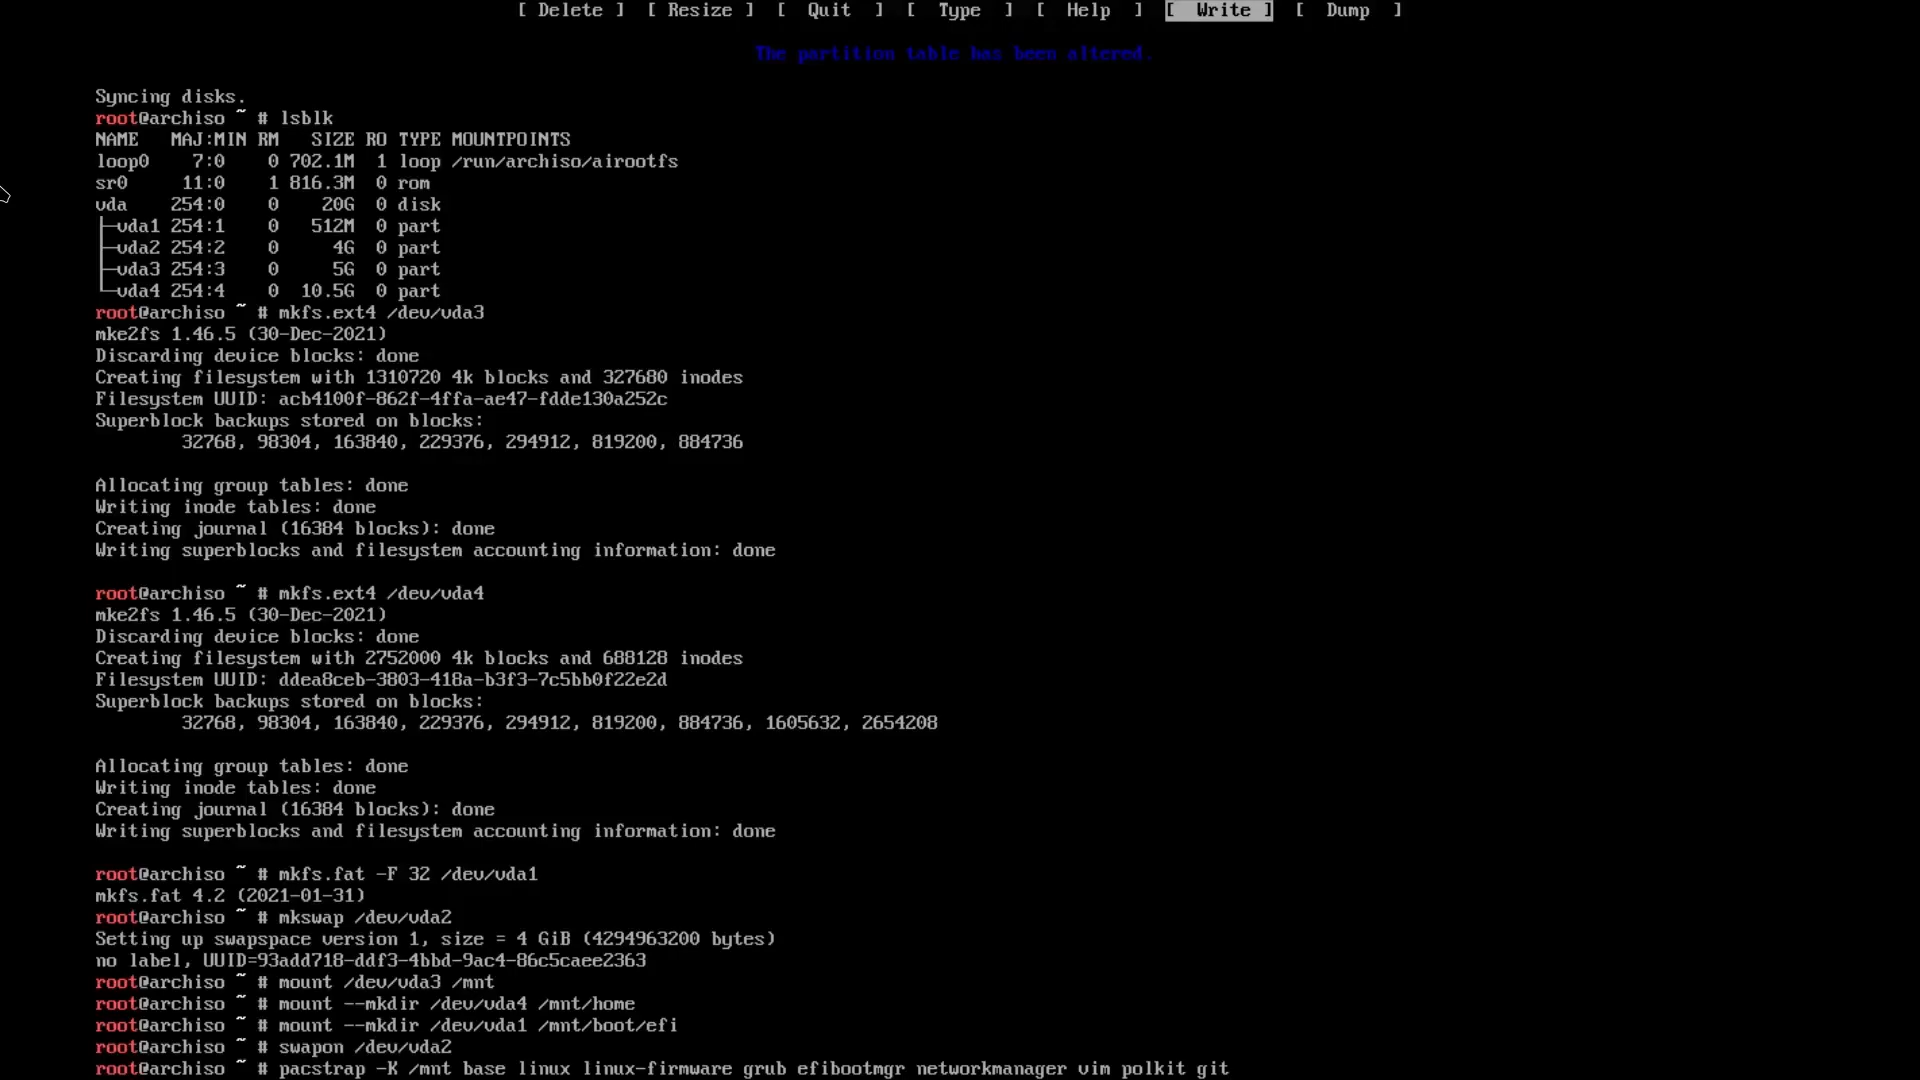 [ Delete ]  [ Resize ]  [  Quit  ]  [  Type  ]  [  Help  ]  [  Write ]  [  Dump  ]
The partition table has been altered.
Syncing disks.
root@archiso ~ # lsblk
NAME   MAJ:MIN RM   SIZE RO TYPE MOUNTPOINTS
loop0    7:0    0 702.1M  1 loop /run/archiso/airootfs
sr0     11:0    1 816.3M  0 rom
vda    254:0    0    20G  0 disk
├─vda1 254:1    0   512M  0 part
├─vda2 254:2    0     4G  0 part
├─vda3 254:3    0     5G  0 part
└─vda4 254:4    0  10.5G  0 part
root@archiso ~ # mkfs.ext4 /dev/vda3
mke2fs 1.46.5 (30-Dec-2021)
Discarding device blocks: done
Creating filesystem with 1310720 4k blocks and 327680 inodes
Filesystem UUID: acb4100f-862f-4ffa-ae47-fdde130a252c
Superblock backups stored on blocks:
        32768, 98304, 163840, 229376, 294912, 819200, 884736
Allocating group tables: done
Writing inode tables: done
Creating journal (16384 blocks): done
Writing superblocks and filesystem accounting information: done
root@archiso ~ # mkfs.ext4 /dev/vda4
mke2fs 1.46.5 (30-Dec-2021)
Discarding device blocks: done
Creating filesystem with 2752000 4k blocks and 688128 inodes
Filesystem UUID: ddea8ceb-3803-418a-b3f3-7c5bb0f22e2d
Superblock backups stored on blocks:
        32768, 98304, 163840, 229376, 294912, 819200, 884736, 1605632, 2654208
Allocating group tables: done
Writing inode tables: done
Creating journal (16384 blocks): done
Writing superblocks and filesystem accounting information: done
root@archiso ~ # mkfs.fat -F 32 /dev/vda1
mkfs.fat 4.2 (2021-01-31)
root@archiso ~ # mkswap /dev/vda2
Setting up swapspace version 1, size = 4 GiB (4294963200 bytes)
no label, UUID=93add718-ddf3-4bbd-9ac4-86c5caee2363
root@archiso ~ # mount /dev/vda3 /mnt
root@archiso ~ # mount --mkdir /dev/vda4 /mnt/home
root@archiso ~ # mount --mkdir /dev/vda1 /mnt/boot/efi
root@archiso ~ # swapon /dev/vda2
root@archiso ~ # pacstrap -K /mnt base linux linux-firmware grub efibootmgr networkmanager vim polkit git